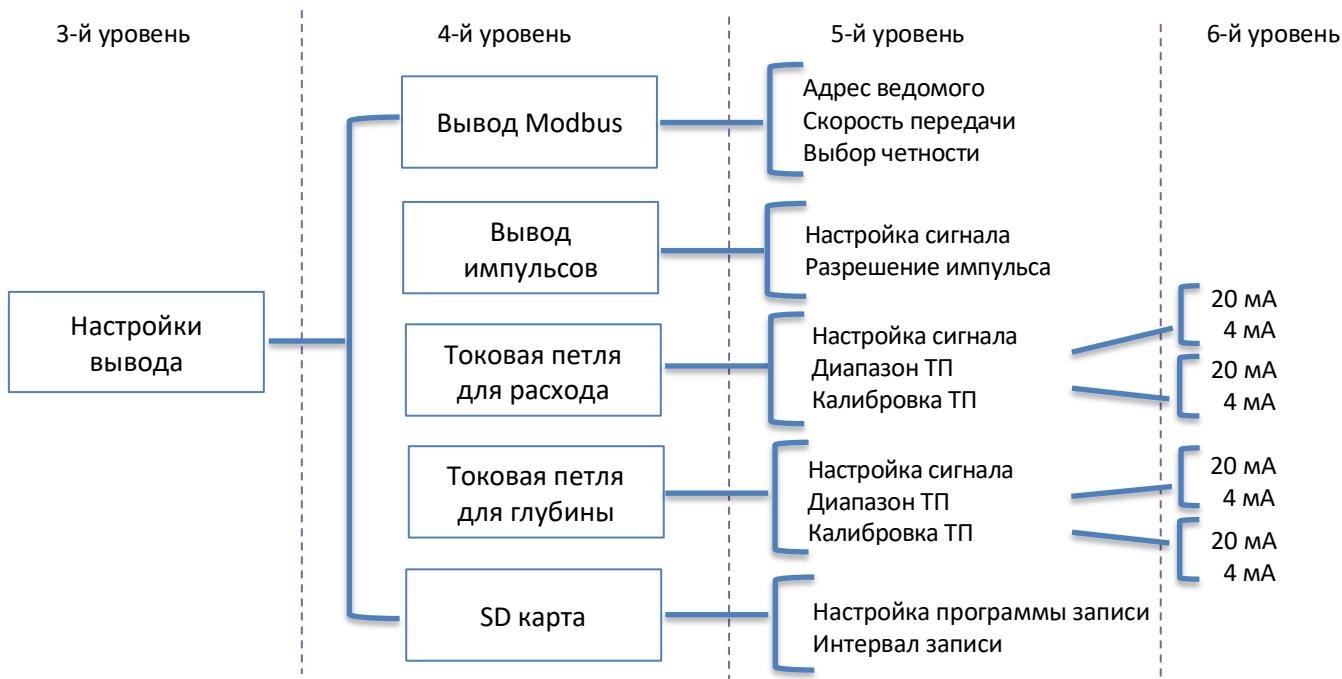 3-й уровень
4-й уровень
5-й уровень
6-й уровень
Вывод Modbus
Адрес ведомого
Скорость передачи
Выбор четности
Вывод
импульсов
Настройка сигнала
Разрешение импульса
Настройки
вывода
Токовая петля
для расхода
Настройка сигнала
Диапазон ТП
Калибровка ТП
20 мА
4 мА
20 мА
4 мА
Токовая петля
для глубины
Настройка сигнала
Диапазон ТП
Калибровка ТП
20 мА
4 мА
20 мА
4 мА
SD карта
Настройка программы записи
Интервал записи